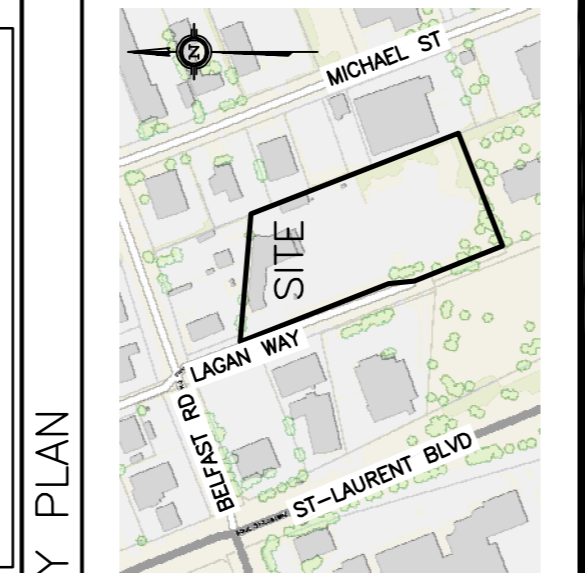 N
MICHAEL ST
SITE
LAGAN WAY
BELFAST RD
ST-LAURENT BLVD
Y PLAN